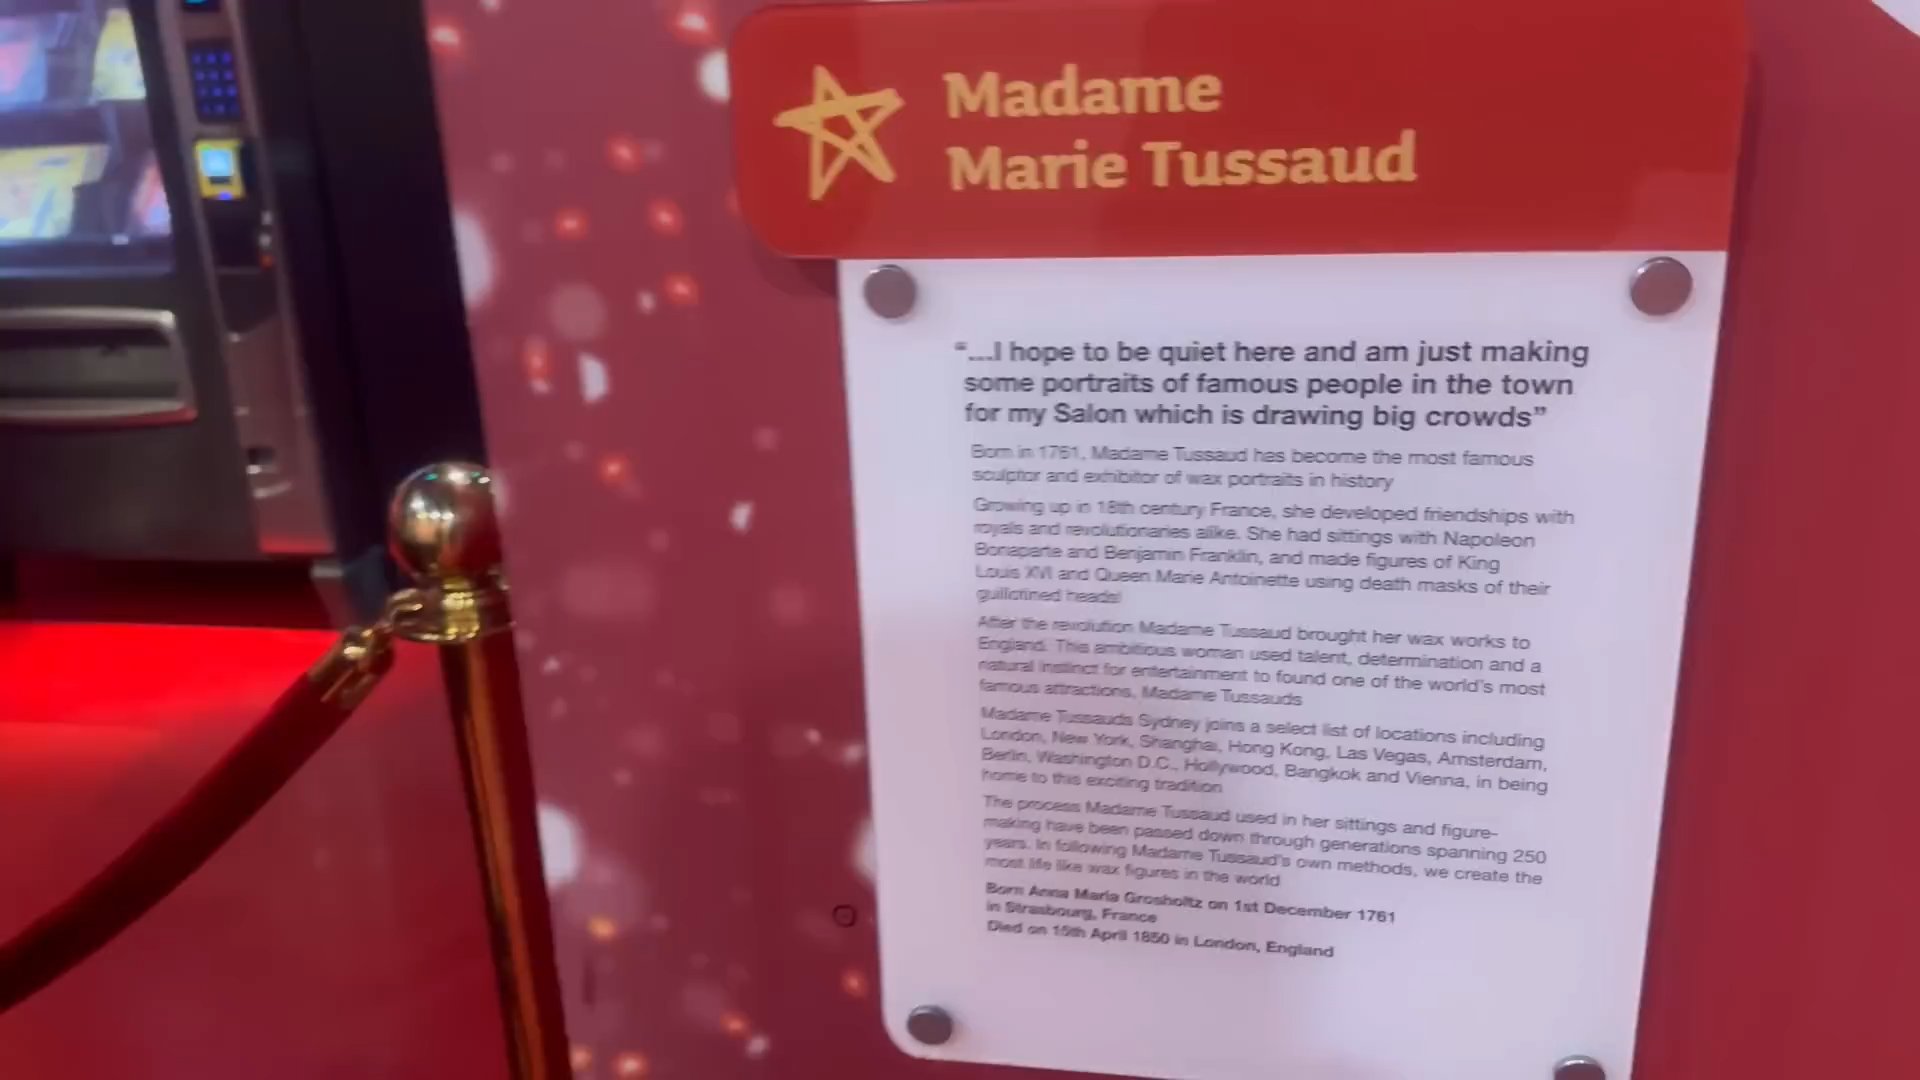 Madame
Marie Tussaud
“...I hope to be quiet here and am just making
some portraits of famous people in the town
for my Salon which is drawing big crowds”
Born in 1761, Madame Tussaud has become the most famous
sculptor and exhibitor of wax portraits in history
Growing up in 18th century France, she developed friendships with
royals and revolutionaries alike. She had sittings with Napoleon
Bonaparte and Benjamin Franklin, and made figures of King
Louis XVI and Queen Marie Antoinette using death masks of their
guillotined heads!
After the revolution Madame Tussaud brought her wax works to
England. This ambitious woman used talent, determination and a
natural instinct for entertainment to found one of the world's most
famous attractions, Madame Tussauds
Madame Tussauds Sydney joins a select list of locations including
London, New York, Shanghai, Hong Kong, Las Vegas, Amsterdam,
Berlin, Washington D.C., Hollywood, Bangkok and Vienna, in being
home to this exciting tradition
The process Madame Tussaud used in her sittings and figure-
making have been passed down through generations spanning 250
years. In following Madame Tussaud's own methods, we create the
most life like wax figures in the world
Born Anna Maria Grosholtz on 1st December 1761
in Strasbourg, France
Died on 15th April 1850 in London, England